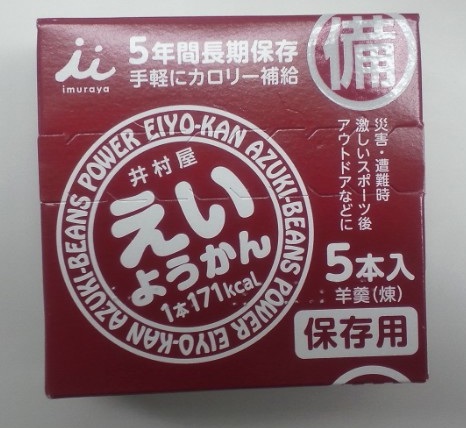 imuraya
5年間長期保存
手軽にカロリー補給
備
災害・遭難時
激しいスポーツ後
アウトドアなどに
AZUKI-BEANS POWER EIYO-KAN AZUKI-BEANS POWER EIYO-KAN
井村屋
えい
ようかん
1本171kcal
5本入
羊羹(煉)
保存用